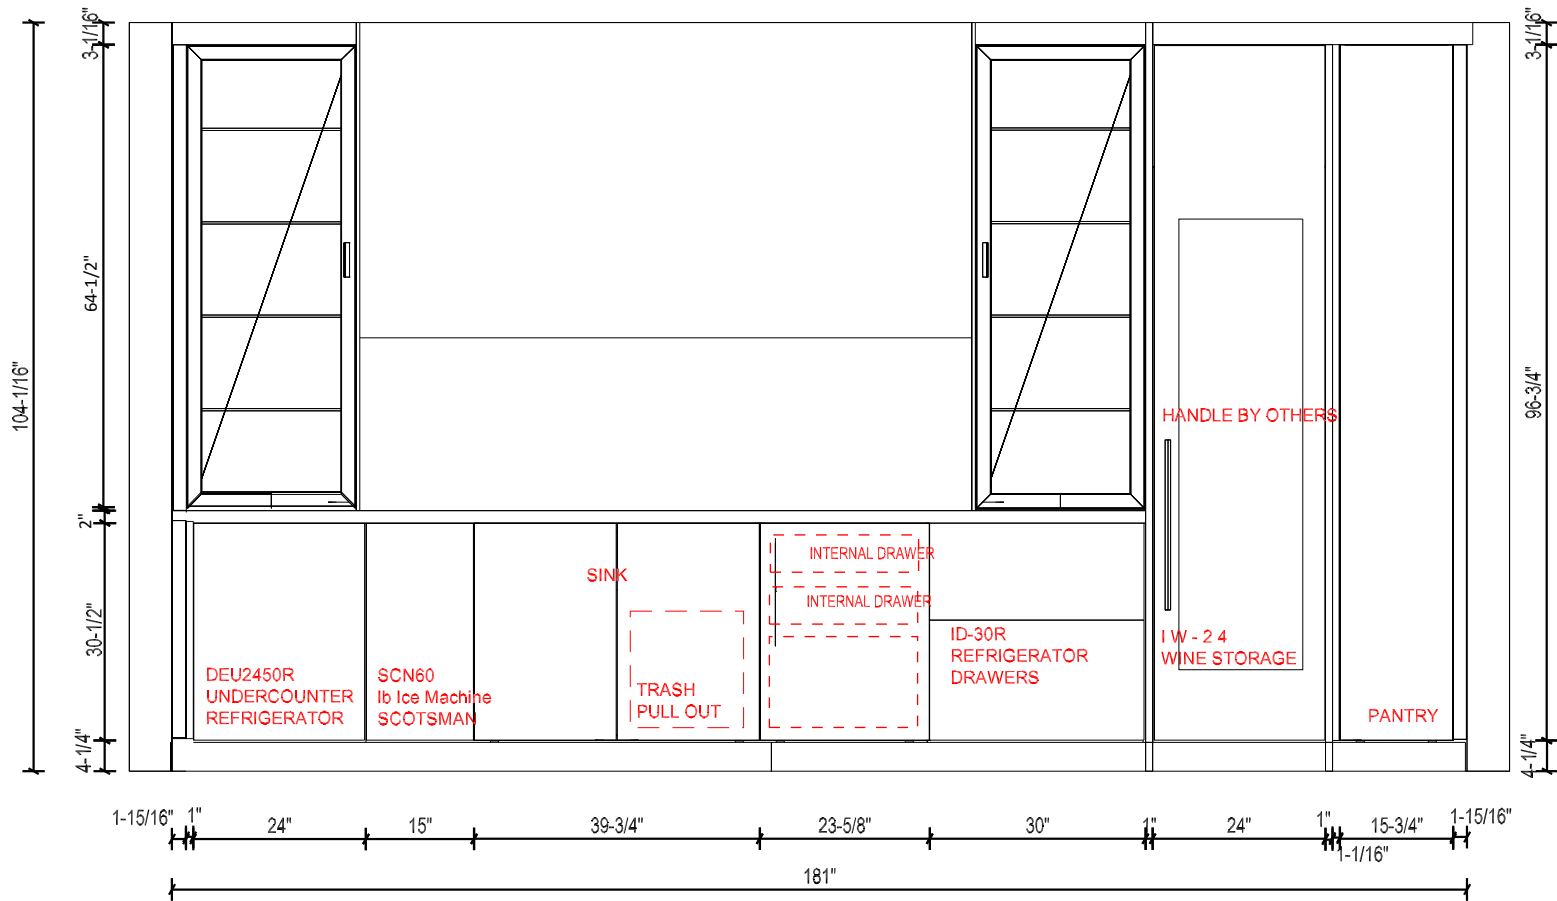 3-1/16"
3-1/16"
64-1/2"
104-1/16"
96-3/4"
HANDLE BY OTHERS
2"
INTERNAL DRAWER
SINK
INTERNAL DRAWER
30-1/2"
ID-30R
REFRIGERATOR
DRAWERS
I W - 2 4
WINE STORAGE
DEU2450R
UNDERCOUNTER
REFRIGERATOR
SCN60
lb Ice Machine
SCOTSMAN
TRASH
PULL OUT
PANTRY
4-1/4"
4-1/4"
1-15/16"
1"
24"
15"
39-3/4"
23-5/8"
30"
1"
24"
1"
1-1/16"
15-3/4"
1-15/16"
181"